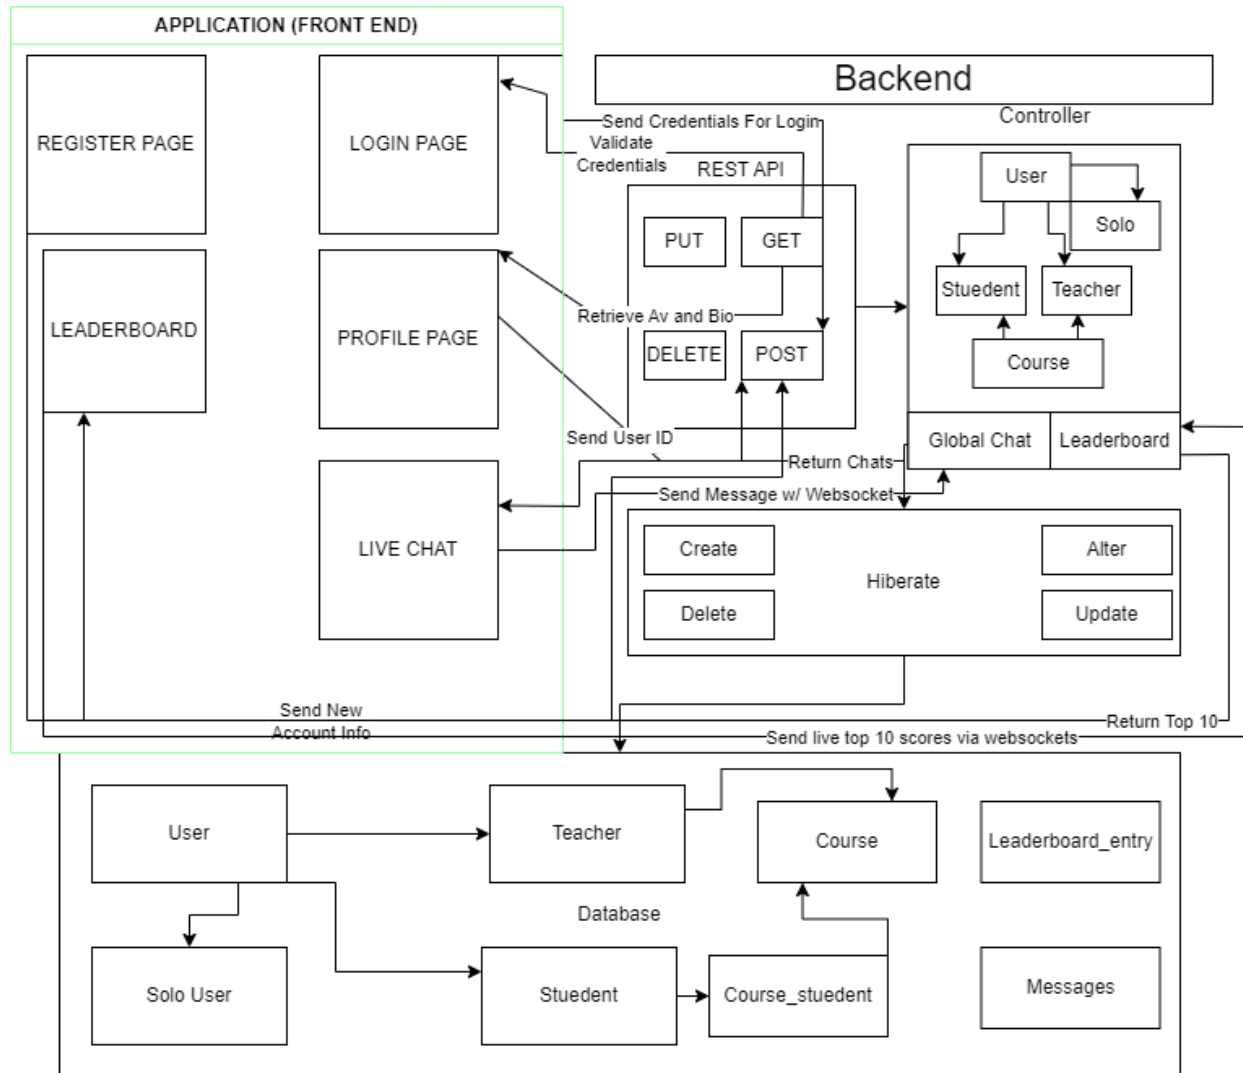 APPLICATION (FRONT END)
Backend
Controller
REGISTER PAGE
LOGIN PAGE
Send Credentials For Login
Validate
Credentials
REST API
User
Solo
PUT
GET
Stuedent
Teacher
LEADERBOARD
PROFILE PAGE
Retrieve Av and Bio
DELETE
POST
Course
Send User ID
Return Chats
Global Chat
Leaderboard
Send Message w/ Websocket
LIVE CHAT
Create
Alter
Hiberate
Delete
Update
Send New
Account Info
Return Top 10
Send live top 10 scores via websockets
User
Teacher
Course
Leaderboard_entry
Database
Solo User
Stuedent
Course_stuedent
Messages